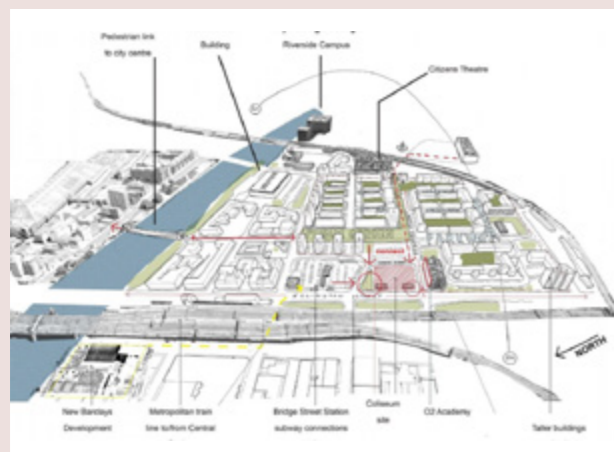 Pedestrian link
to city centre
Building
Riverside Campus
Citizens Theatre
NORTH
New Barclays
Development
Metropolitan train
line to/from Central
Bridge Street Station
subway connections
Coliseum
site
O2 Academy
Taller buildings